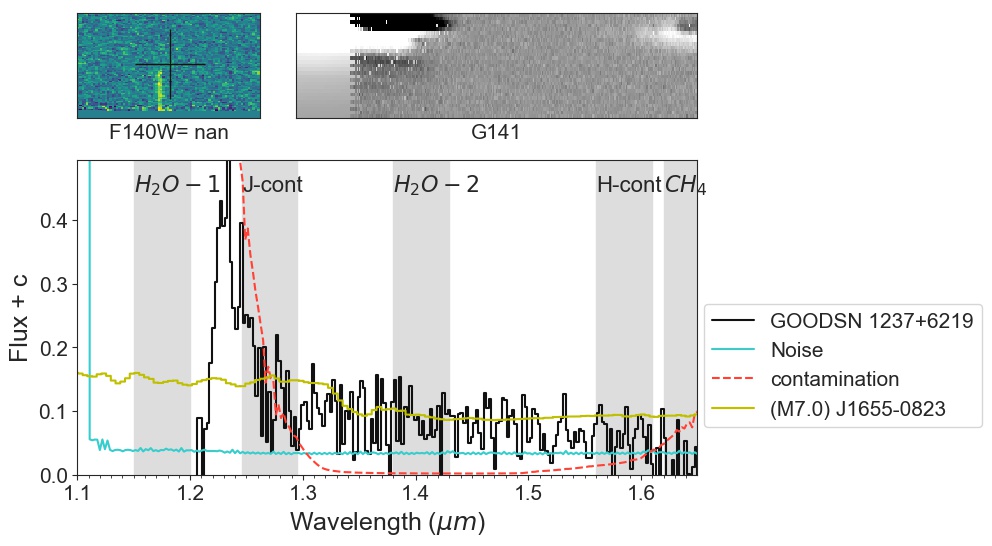 F140W= nan
G141
H₂O − 1
J-cont
H₂O − 2
H-cont
CH₄
0.4
0.3
0.2
0.1
0.0
Flux + c
1.1
1.2
1.3
1.4
1.5
1.6
Wavelength (μm)
GOODSN 1237+6219
Noise
contamination
(M7.0) J1655-0823